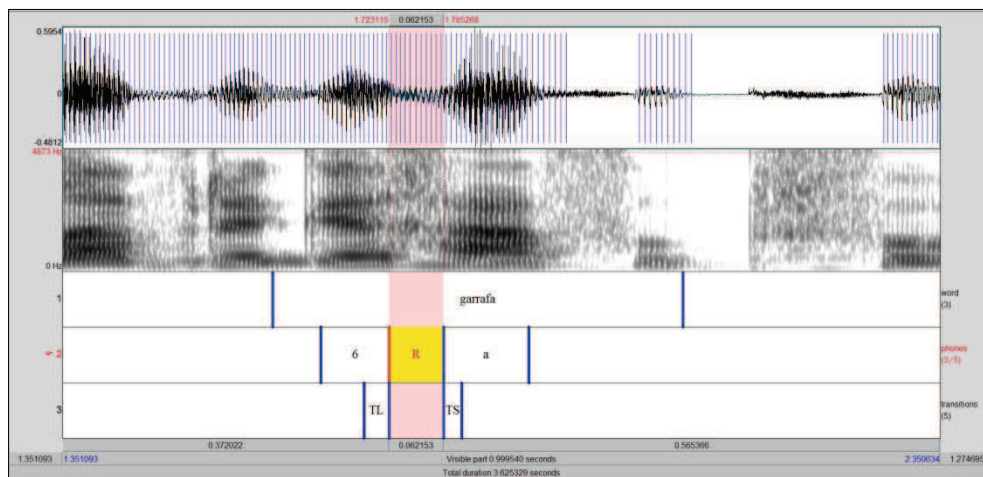 1.723115 0.062153 1.785268
0.5954
0
-0.4812
4873 Hz
0 Hz
1 garrafa word
(3)
2 6 R a phones
(3/5)
3 TL TS transitions
(5)
0.372022 0.062153 0.565366
1.351093 1.351093 Visible part 0.999540 seconds 2.350634 1.274695
Total duration 3.625329 seconds